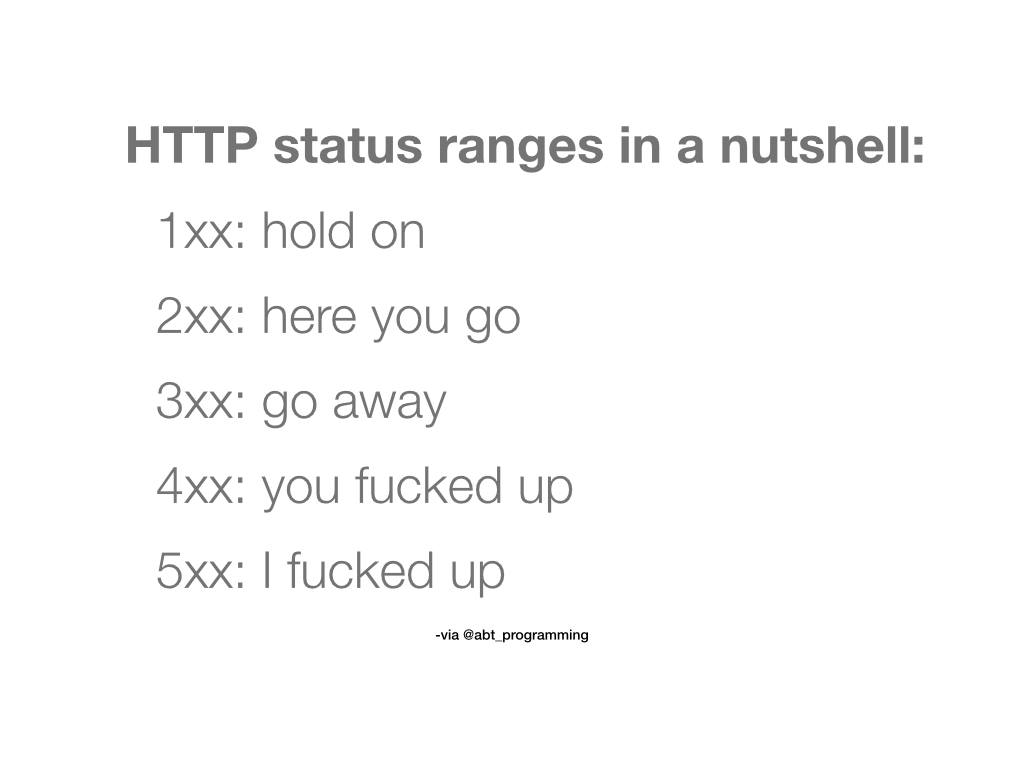 HTTP status ranges in a nutshell:
1xx: hold on
2xx: here you go
3xx: go away
4xx: you fucked up
5xx: I fucked up
-via @abt_programming